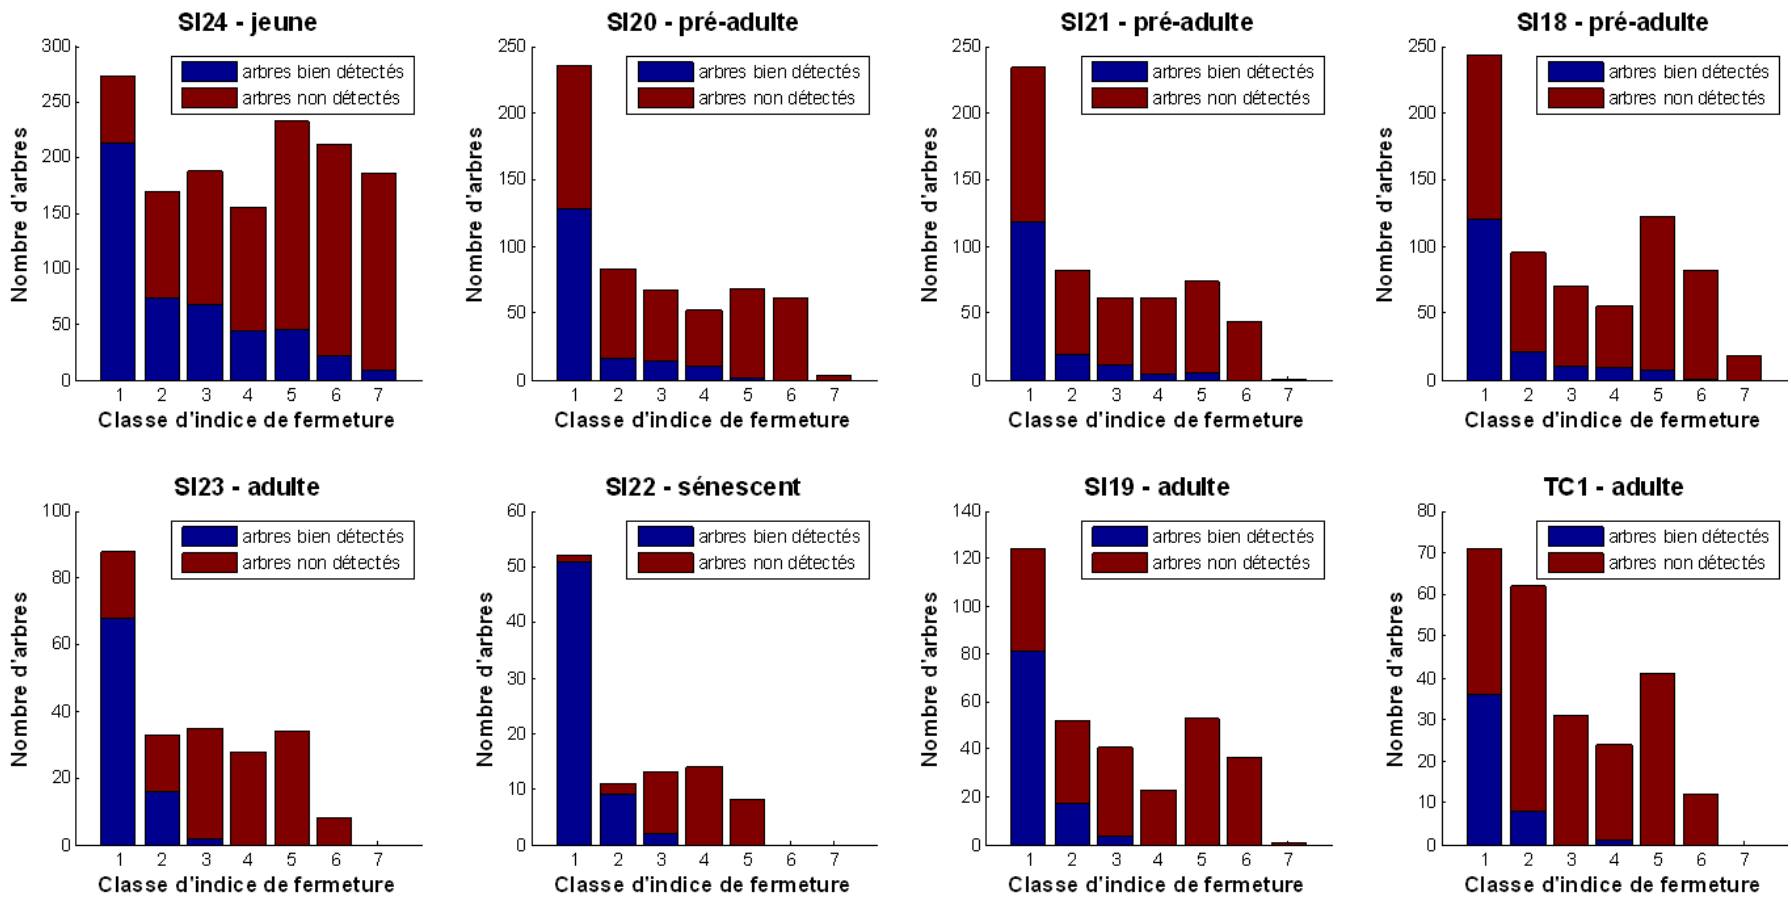 SI24 - jeune
300
250
200
150
100
50
0
Nombre d'arbres
arbres bien détectés
arbres non détectés
1 2 3 4 5 6 7
Classe d'indice de fermeture
SI20 - pré-adulte
250
200
150
100
50
0
Nombre d'arbres
arbres bien détectés
arbres non détectés
1 2 3 4 5 6 7
Classe d'indice de fermeture
SI21 - pré-adulte
250
200
150
100
50
0
Nombre d'arbres
arbres bien détectés
arbres non détectés
1 2 3 4 5 6 7
Classe d'indice de fermeture
SI18 - pré-adulte
250
200
150
100
50
0
Nombre d'arbres
arbres bien détectés
arbres non détectés
1 2 3 4 5 6 7
Classe d'indice de fermeture
SI23 - adulte
100
80
60
40
20
0
Nombre d'arbres
arbres bien détectés
arbres non détectés
1 2 3 4 5 6 7
Classe d'indice de fermeture
SI22 - sénescent
60
50
40
30
20
10
0
Nombre d'arbres
arbres bien détectés
arbres non détectés
1 2 3 4 5 6 7
Classe d'indice de fermeture
SI19 - adulte
140
120
100
80
60
40
20
0
Nombre d'arbres
arbres bien détectés
arbres non détectés
1 2 3 4 5 6 7
Classe d'indice de fermeture
TC1 - adulte
80
70
60
50
40
30
20
10
0
Nombre d'arbres
arbres bien détectés
arbres non détectés
1 2 3 4 5 6 7
Classe d'indice de fermeture